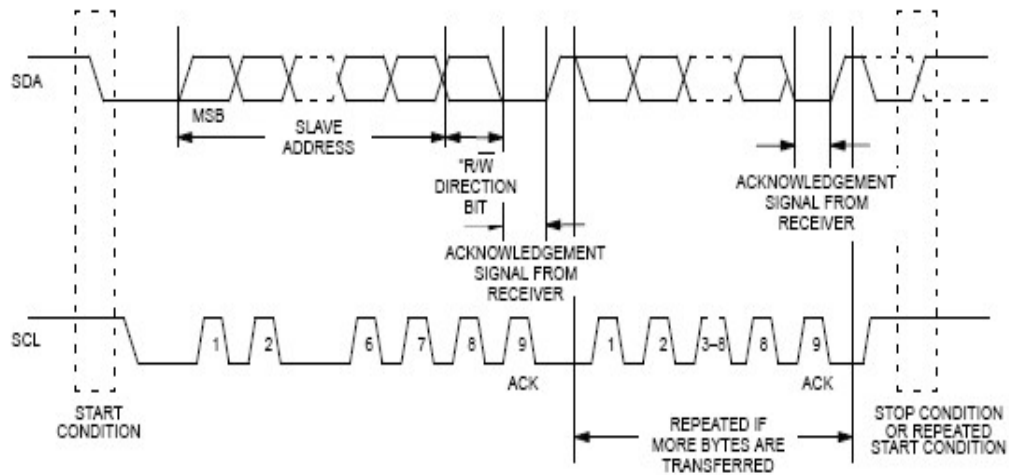 SDA
MSB
SLAVE
ADDRESS
*R/W
DIRECTION
BIT
ACKNOWLEDGEMENT
SIGNAL FROM
RECEIVER
ACKNOWLEDGEMENT
SIGNAL FROM
RECEIVER
SCL
1 2 6 7 8 9 1 2 3–8 8 9
ACK
ACK
START
CONDITION
REPEATED IF
MORE BYTES ARE
TRANSFERRED
STOP CONDITION
OR REPEATED
START CONDITION